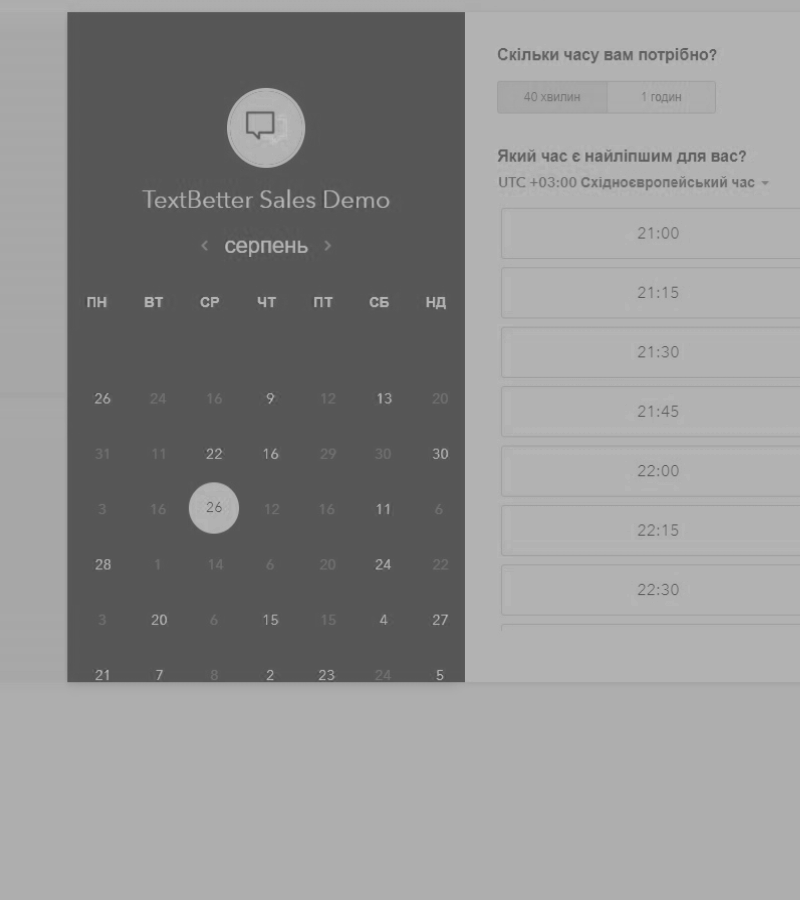 TextBetter Sales Demo
серпень
ПН ВТ СР ЧТ ПТ СБ НД
26 24 16 9 12 13 20
31 11 22 16 29 30 30
3 16 26 12 16 11 6
28 1 14 6 20 24 22
3 20 6 15 15 4 27
21 7 8 2 23 24 5
Скільки часу вам потрібно?
40 хвилин 1 годин
Який час є найліпшим для вас?
UTC +03:00 Східноєвропейський час
21:00
21:15
21:30
21:45
22:00
22:15
22:30